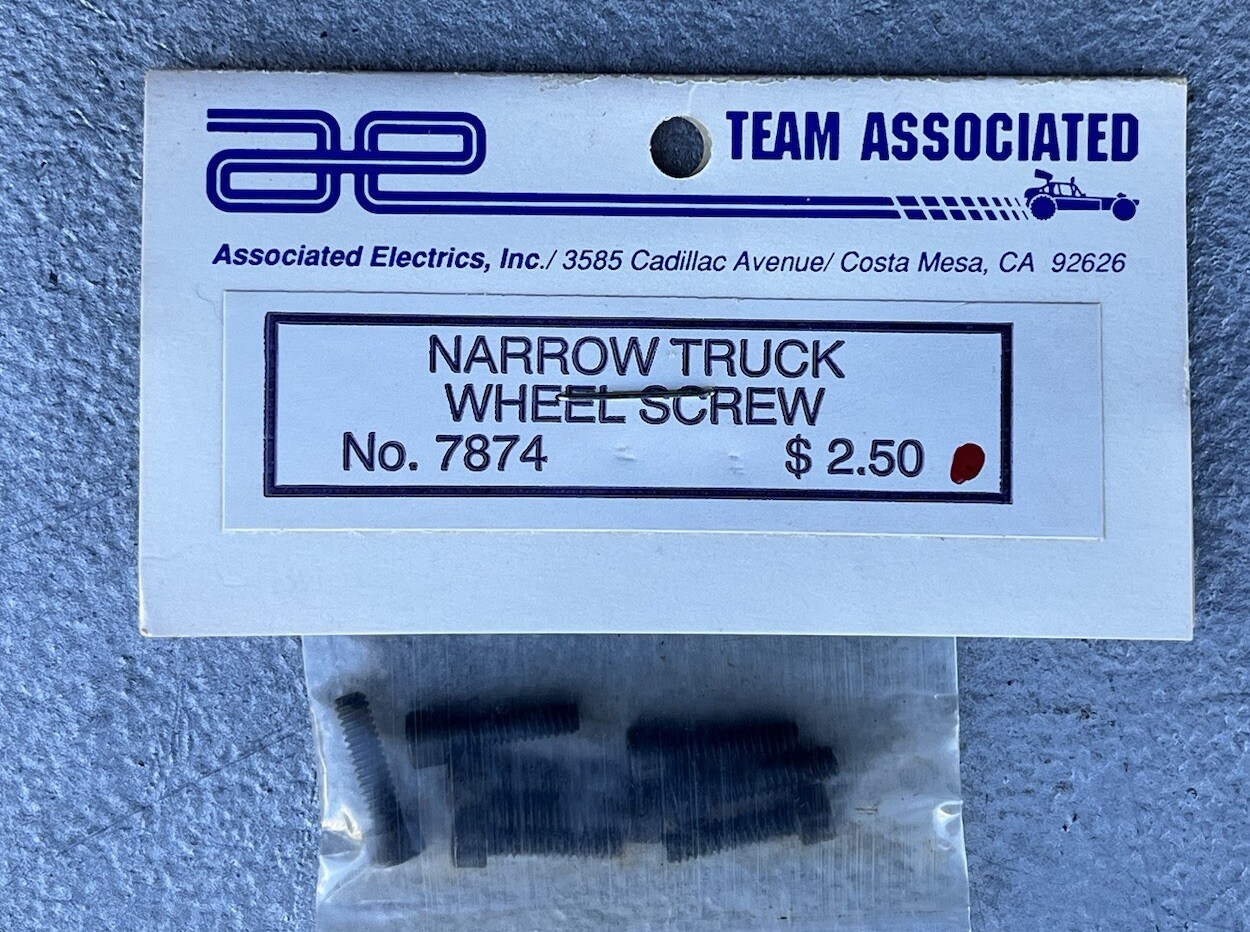 ae
TEAM ASSOCIATED
Associated Electrics, Inc./ 3585 Cadillac Avenue/ Costa Mesa, CA 92626
NARROW TRUCK
WHEEL SCREW
No. 7874 $ 2.50